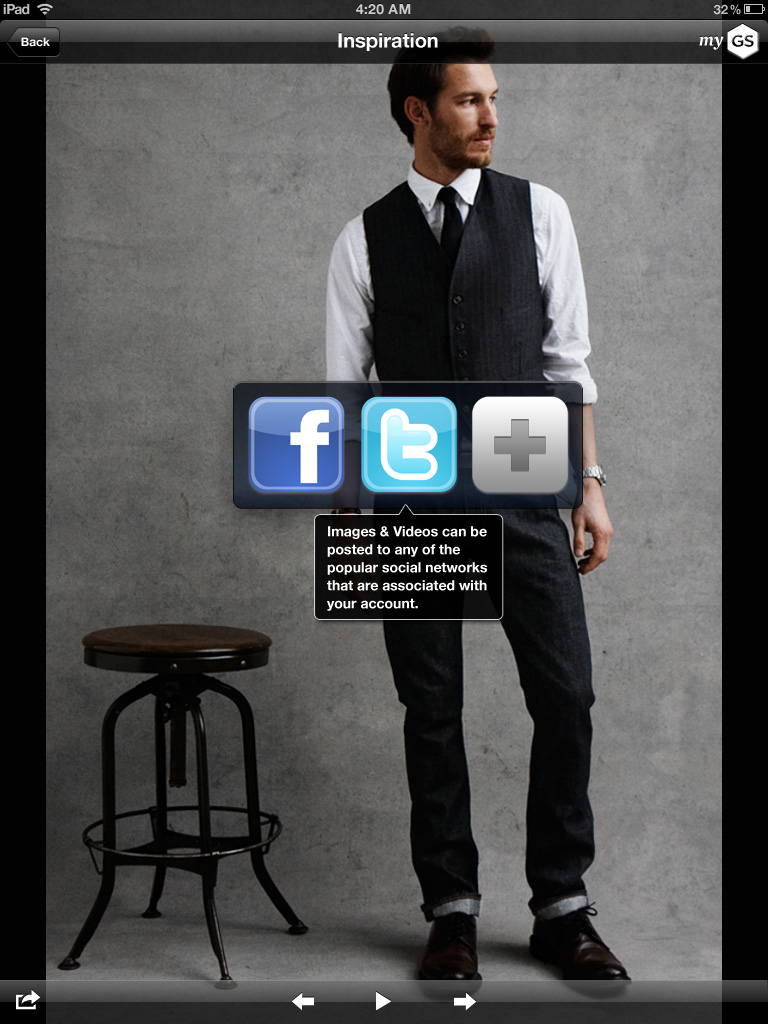 iPad 4:20 AM 32%
Back Inspiration my GS
f t
Images & Videos can be
posted to any of the
popular social networks
that are associated with
your account.